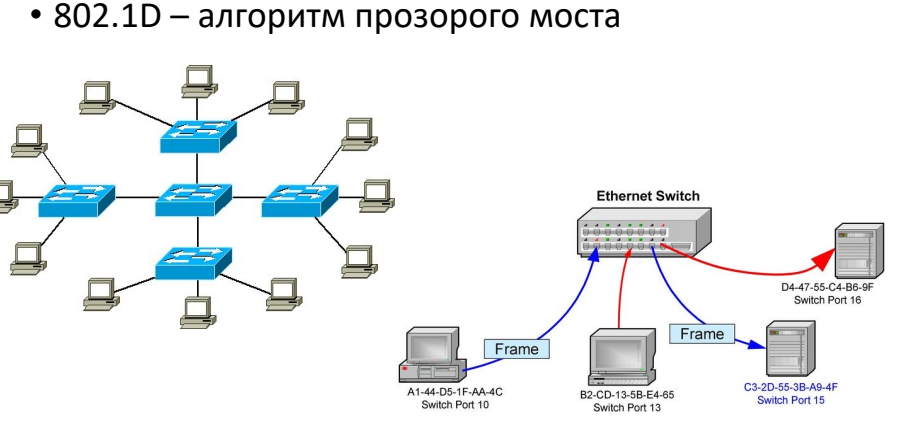 • 802.1D – алгоритм прозорого моста
Ethernet Switch
D4-47-55-C4-B6-9F
Switch Port 16
Frame
Frame
A1-44-D5-1F-AA-4C
Switch Port 10
B2-CD-13-5B-E4-65
Switch Port 13
C3-2D-55-3B-A9-4F
Switch Port 15